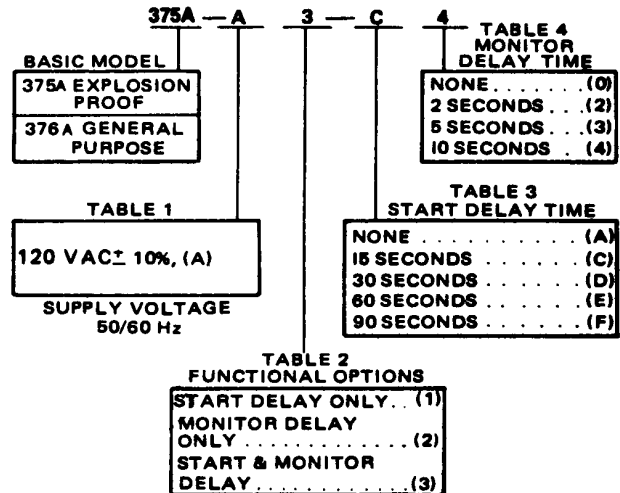 375A — A 3 — C 4
BASIC MODEL
375A EXPLOSION
PROOF
376A GENERAL
PURPOSE
TABLE 4
MONITOR
DELAY TIME
NONE . . . . . . . (0)
2 SECONDS . . . (2)
5 SECONDS . . . (3)
10 SECONDS . . (4)
TABLE 1
120 VAC± 10%, (A)
SUPPLY VOLTAGE
50/60 Hz
TABLE 3
START DELAY TIME
NONE . . . . . . . . . . (A)
15 SECONDS . . . . . . (C)
30 SECONDS . . . . . . (D)
60 SECONDS . . . . . . (E)
90 SECONDS . . . . . . (F)
TABLE 2
FUNCTIONAL OPTIONS
START DELAY ONLY . . (1)
MONITOR DELAY
ONLY . . . . . . . . . . . . . (2)
START & MONITOR
DELAY . . . . . . . . . . . . (3)